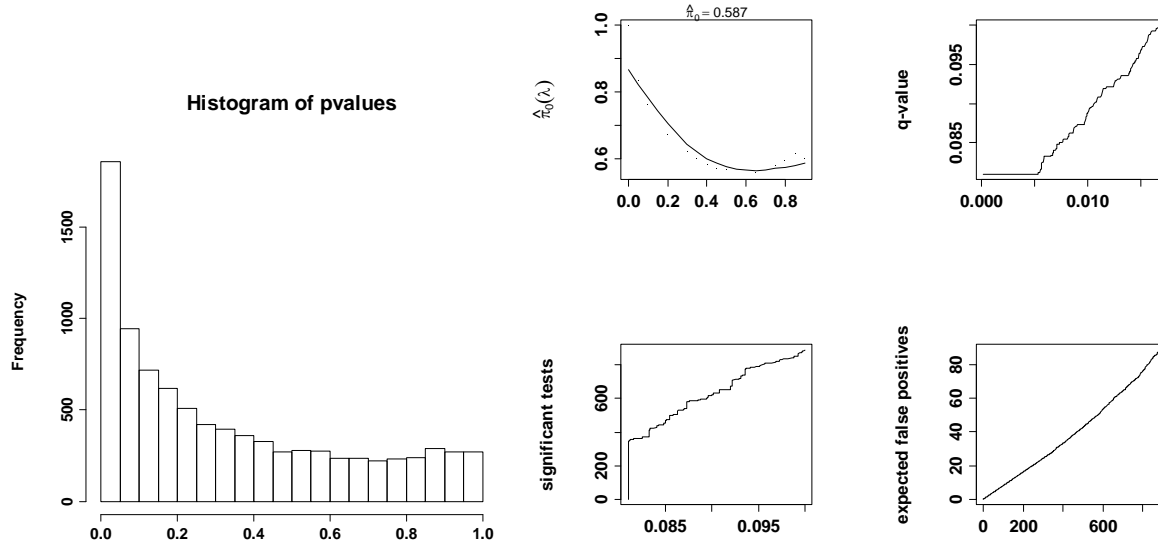 Histogram of pvalues
Frequency
0
500
1000
1500
0.0 0.2 0.4 0.6 0.8 1.0
π̂₀ = 0.587
π̂₀(λ)
0.6
0.8
1.0
0.0 0.2 0.4 0.6 0.8
q-value
0.085
0.095
0.000 0.010
significant tests
0
200
600
0.085 0.095
expected false positives
0
20
40
60
80
0 200 600